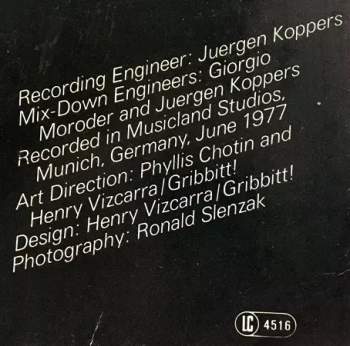 Recording Engineer: Juergen Koppers
Mix-Down Engineers: Giorgio
Moroder and Juergen Koppers
Recorded in Musicland Studios,
Munich, Germany, June 1977
Art Direction: Phyllis Chotin and
Henry Vizcarra/Gribbitt!
Design: Henry Vizcarra/Gribbitt!
Photography: Ronald Slenzak
LC 4516